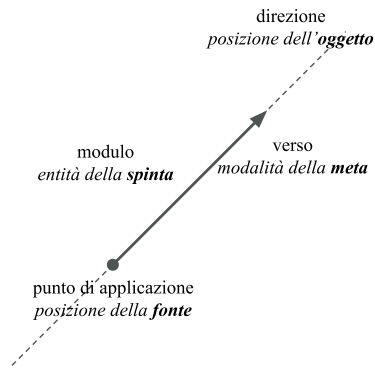 direzione
posizione dell'oggetto
modulo
entità della spinta
verso
modalità della meta
punto di applicazione
posizione della fonte